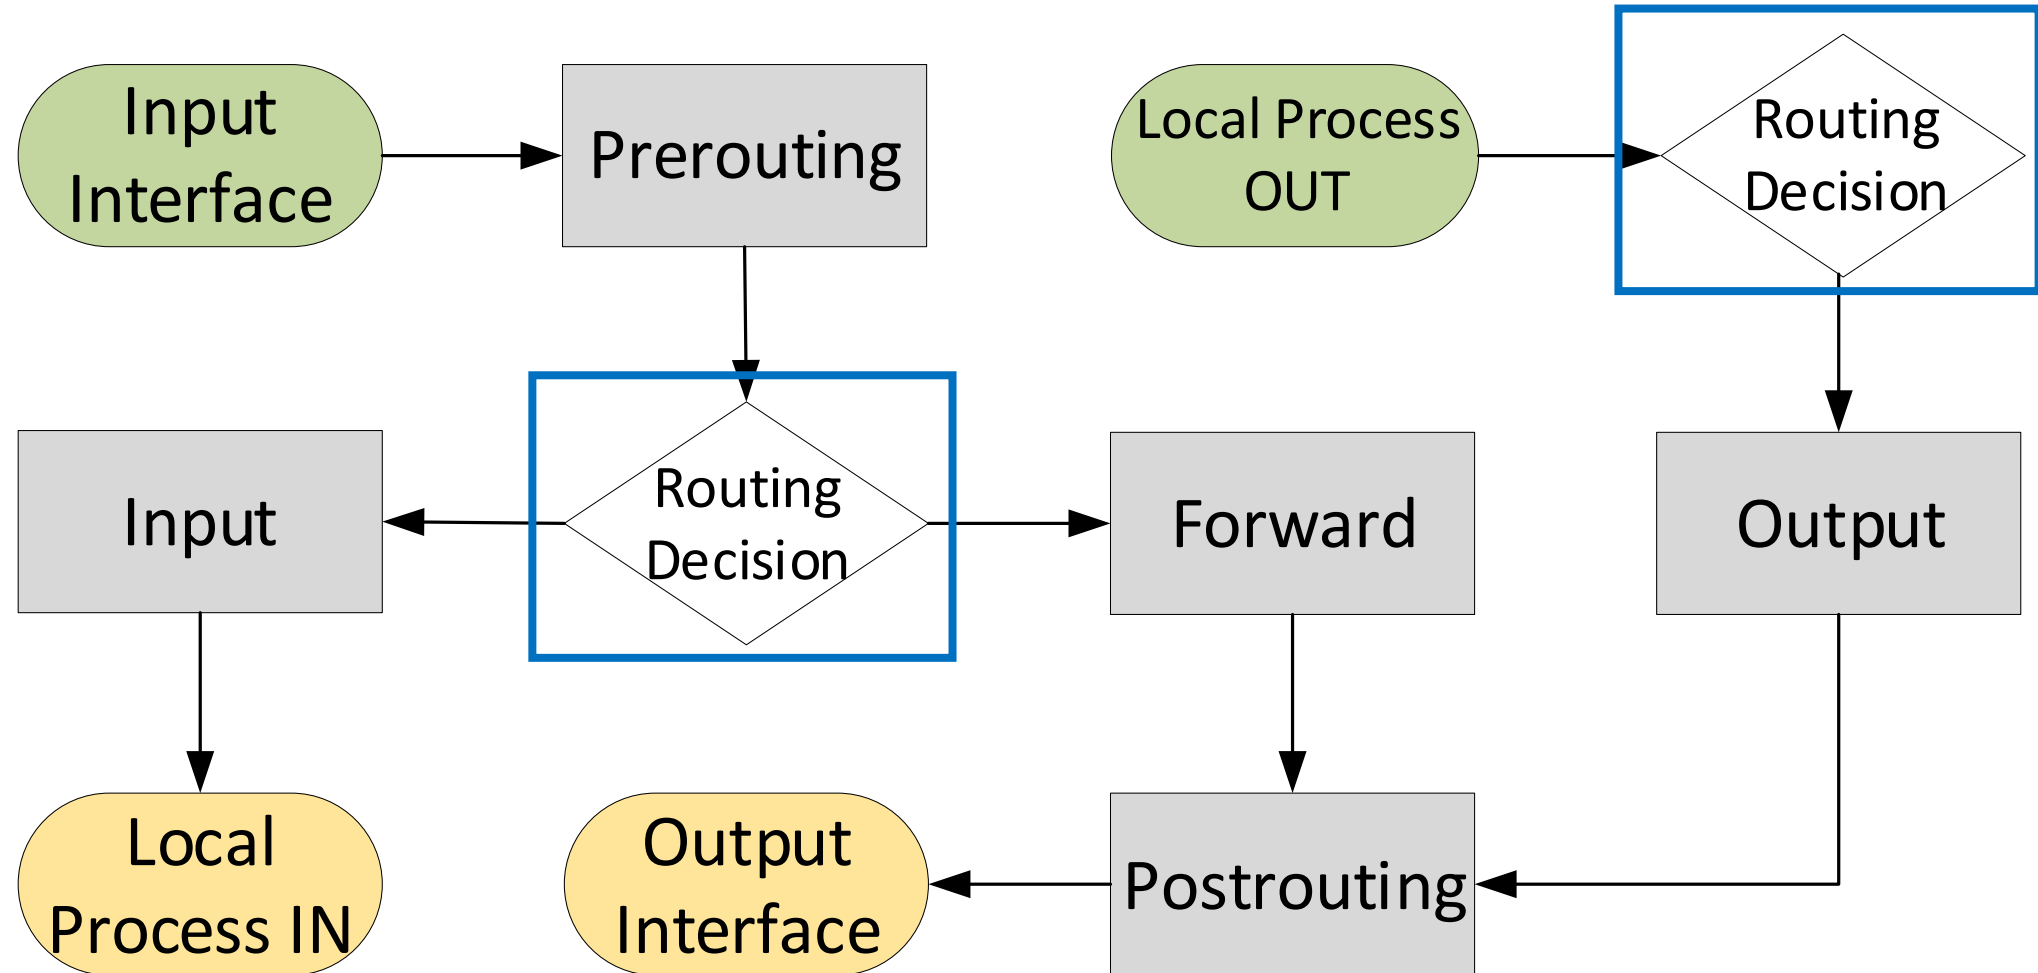 Input
Interface
Prerouting
Local Process
OUT
Routing
Decision
Input
Routing
Decision
Forward
Output
Local
Process IN
Output
Interface
Postrouting